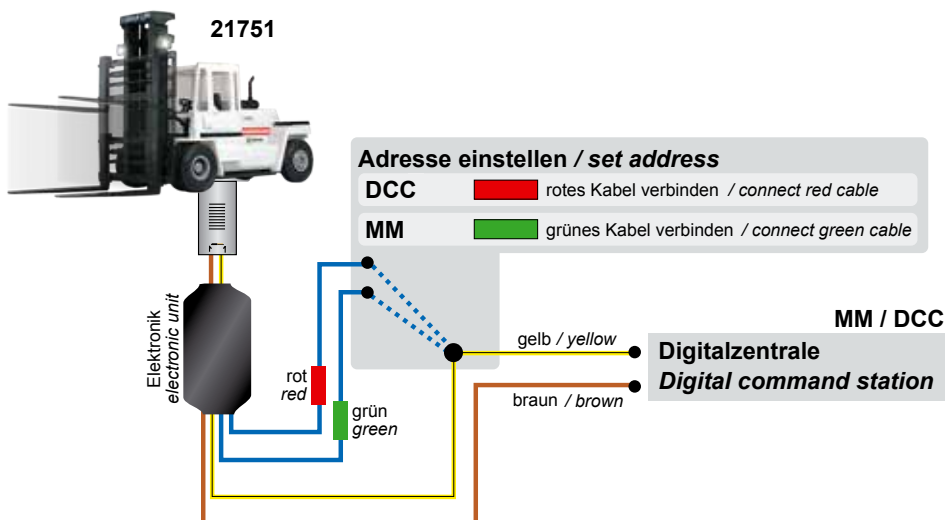 21751
Adresse einstellen / set address
DCC rotes Kabel verbinden / connect red cable
MM grünes Kabel verbinden / connect green cable
MM / DCC
gelb / yellow
Digitalzentrale
Digital command station
braun / brown
Elektronik
electronic unit
rot
red
grün
green